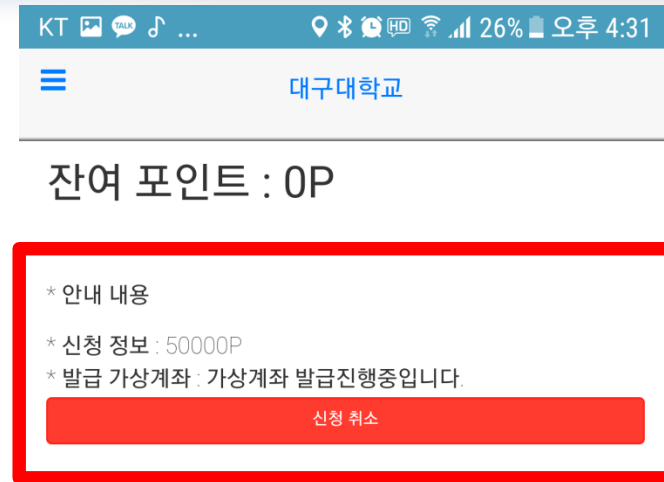 KT TALK ... HD 26% 오후 4:31
대구대학교
잔여 포인트 : 0P
* 안내 내용
* 신청 정보 : 50000P
* 발급 가상계좌 : 가상계좌 발급진행중입니다.
신청 취소